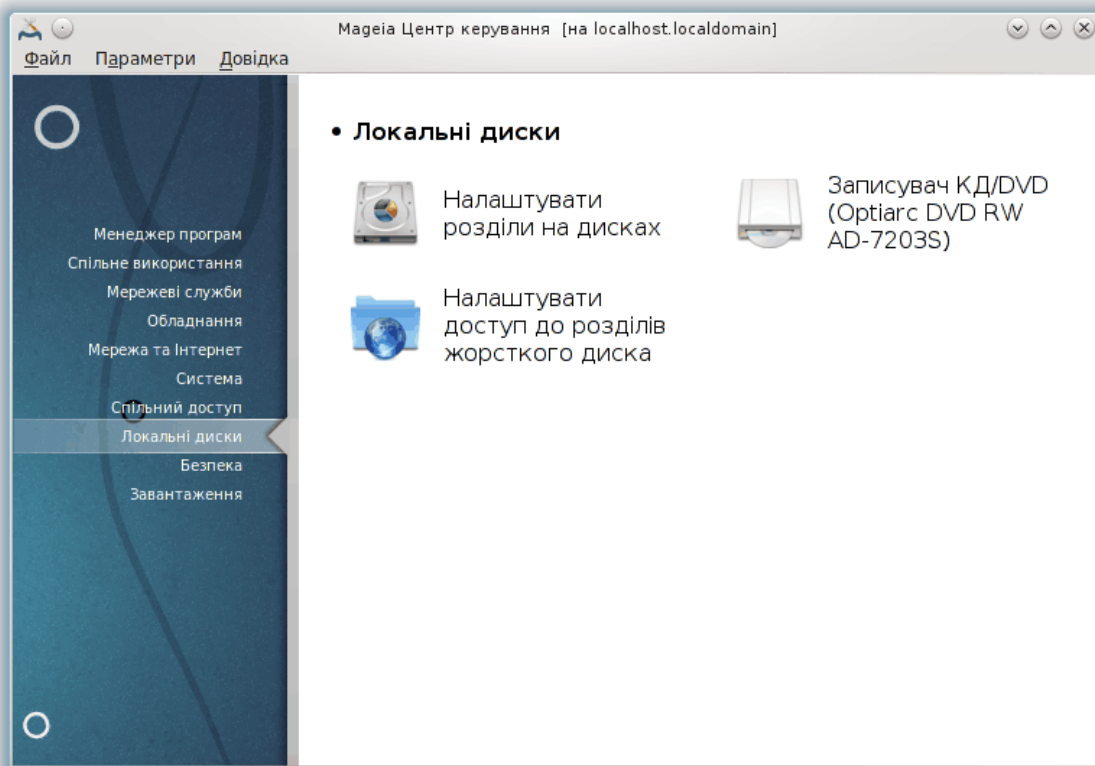 Mageia Центр керування [на localhost.localdomain]
Файл Параметри Довідка
Менеджер програм
Спільне використання
Мережеві служби
Обладнання
Мережа та Інтернет
Система
Спільний доступ
Локальні диски
Безпека
Завантаження
• Локальні диски
Налаштувати
розділи на дисках
Записувач КД/DVD
(Optiarc DVD RW
AD-7203S)
Налаштувати
доступ до розділів
жорсткого диска